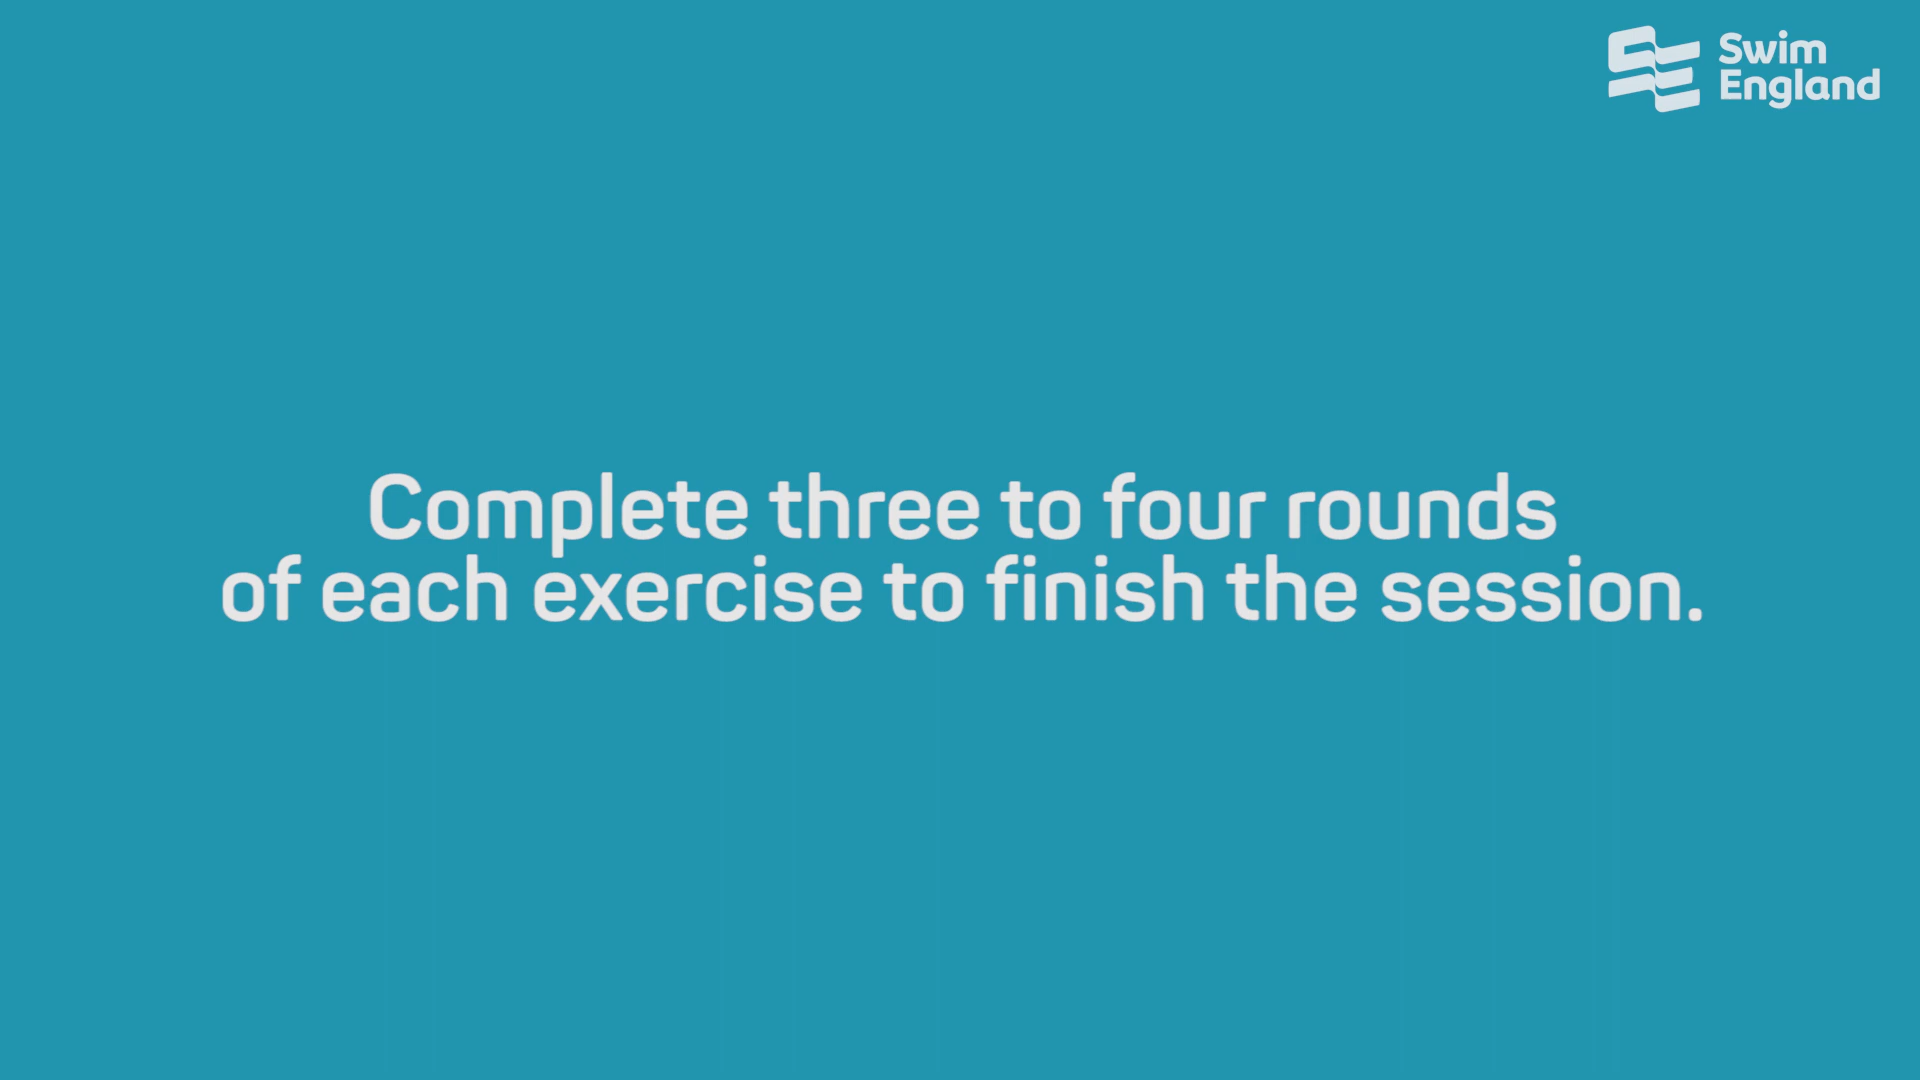 Swim
England
Complete three to four rounds
of each exercise to finish the session.